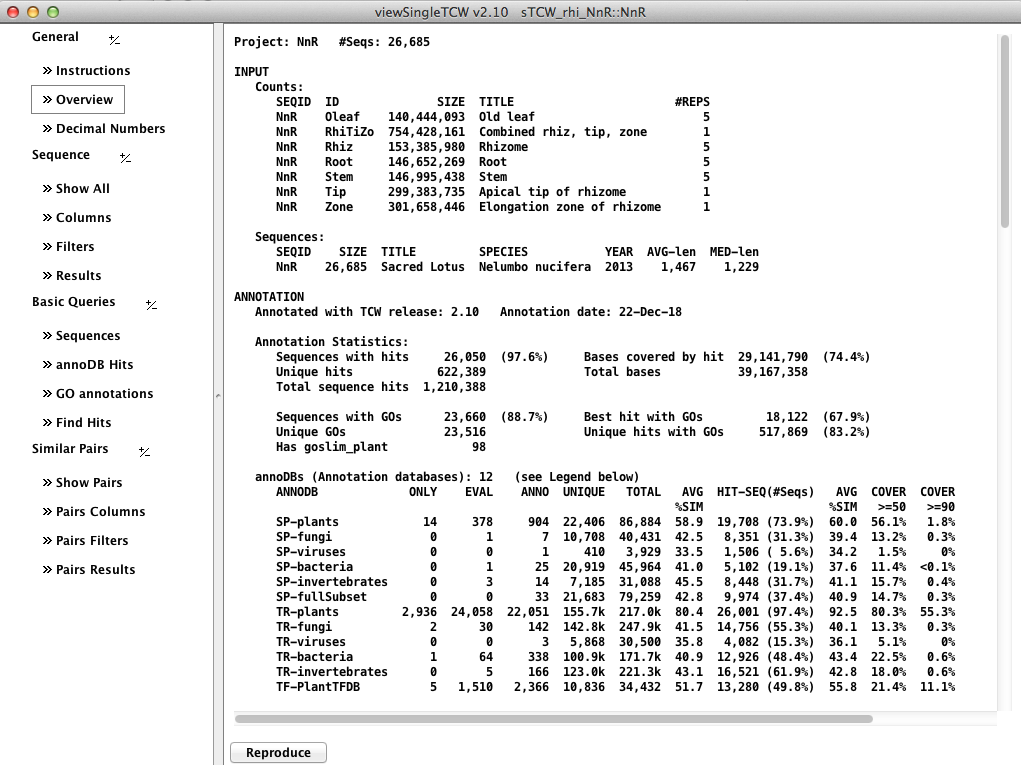 viewSingleTCW v2.10   sTCW_rhi_NnR::NnR
General
» Instructions
» Overview
» Decimal Numbers
Sequence
» Show All
» Columns
» Filters
» Results
Basic Queries
» Sequences
» annoDB Hits
» GO annotations
» Find Hits
Similar Pairs
» Show Pairs
» Pairs Columns
» Pairs Filters
» Pairs Results
Project: NnR   #Seqs: 26,685
INPUT
Counts:
SEQID  ID            SIZE  TITLE                       #REPS
NnR    Oleaf   140,444,093  Old leaf                        5
NnR    RhiTiZo 754,428,161  Combined rhiz, tip, zone        1
NnR    Rhiz    153,385,980  Rhizome                         5
NnR    Root    146,652,269  Root                            5
NnR    Stem    146,995,438  Stem                            5
NnR    Tip     299,383,735  Apical tip of rhizome           1
NnR    Zone    301,658,446  Elongation zone of rhizome      1
Sequences:
SEQID    SIZE  TITLE         SPECIES           YEAR  AVG-len  MED-len
NnR    26,685  Sacred Lotus  Nelumbo nucifera  2013    1,467    1,229
ANNOTATION
Annotated with TCW release: 2.10   Annotation date: 22-Dec-18
Annotation Statistics:
Sequences with hits     26,050  (97.6%)     Bases covered by hit  29,141,790  (74.4%)
Unique hits            622,389              Total bases           39,167,358
Total sequence hits  1,210,388
Sequences with GOs      23,660  (88.7%)     Best hit with GOs         18,122  (67.9%)
Unique GOs              23,516              Unique hits with GOs     517,869  (83.2%)
Has goslim_plant            98
annoDBs (Annotation databases): 12   (see Legend below)
ANNODB             ONLY    EVAL    ANNO  UNIQUE   TOTAL   AVG  HIT-SEQ(#Seqs)   AVG  COVER  COVER
%SIM                  %SIM   >=50   >=90
SP-plants            14     378     904  22,406  86,884  58.9  19,708 (73.9%)  60.0  56.1%   1.8%
SP-fungi              0       1       7  10,708  40,431  42.5   8,351 (31.3%)  39.4  13.2%   0.3%
SP-viruses            0       0       1     410   3,929  33.5   1,506 ( 5.6%)  34.2   1.5%     0%
SP-bacteria           0       1      25  20,919  45,964  41.0   5,102 (19.1%)  37.6  11.4%  <0.1%
SP-invertebrates      0       3      14   7,185  31,088  45.5   8,448 (31.7%)  41.1  15.7%   0.4%
SP-fullSubset         0       0      33  21,683  79,259  42.8   9,974 (37.4%)  40.9  14.7%   0.3%
TR-plants         2,936  24,058  22,051  155.7k  217.0k  80.4  26,001 (97.4%)  92.5  80.3%  55.3%
TR-fungi              2      30     142  142.8k  247.9k  41.5  14,756 (55.3%)  40.1  13.3%   0.3%
TR-viruses            0       0       3   5,868  30,500  35.8   4,082 (15.3%)  36.1   5.1%     0%
TR-bacteria           1      64     338  100.9k  171.7k  40.9  12,926 (48.4%)  43.4  22.5%   0.6%
TR-invertebrates      0       5     166  123.0k  221.3k  43.1  16,521 (61.9%)  42.8  18.0%   0.6%
TF-PlantTFDB          5   1,510   2,366  10,836  34,432  51.7  13,280 (49.8%)  55.8  21.4%  11.1%
Reproduce